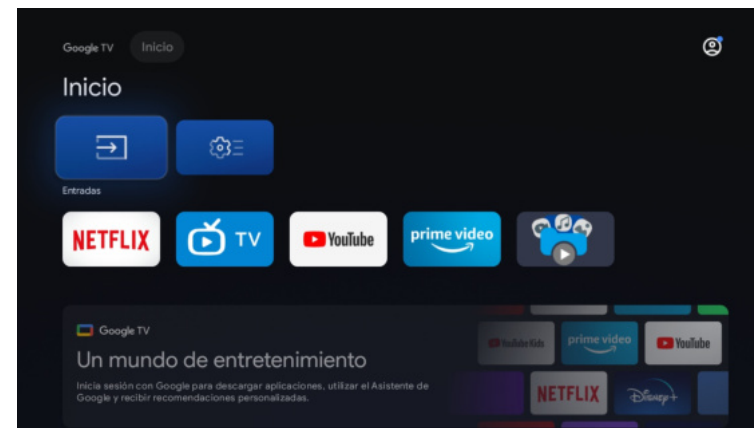 Google TV Inicio
Inicio
Entradas
NETFLIX TV YouTube prime video
Google TV
Un mundo de entretenimiento
Inicia sesión con Google para descargar aplicaciones, utilizar el Asistente de
Google y recibir recomendaciones personalizadas.
YouTube Kids prime video YouTube
NETFLIX Disney+